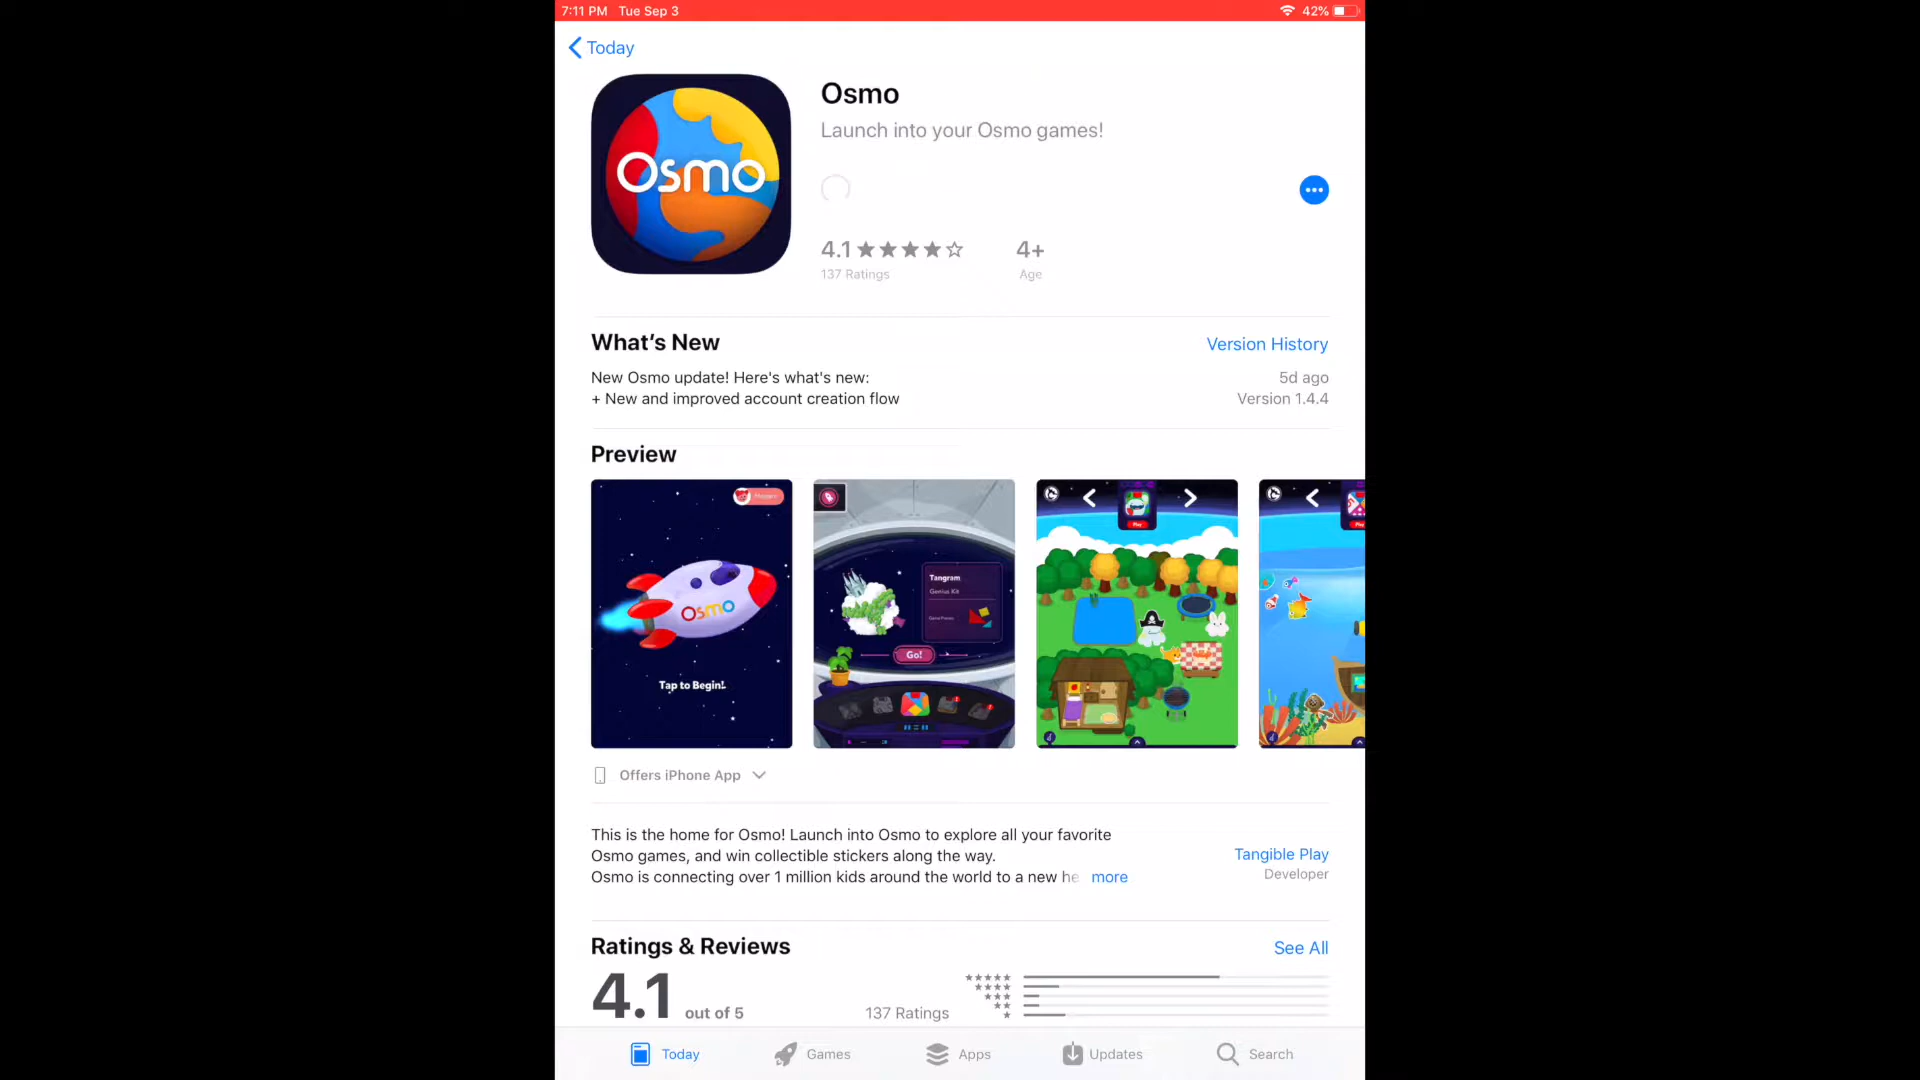 7:11 PM Tue Sep 3 42%
Today
Osmo
Osmo
Launch into your Osmo games!
4.1
4+
137 Ratings
Age
What's New
Version History
New Osmo update! Here's what's new:
5d ago
+ New and improved account creation flow
Version 1.4.4
Preview
OSMO
Tap to Begin!
Tangram
Genius Kit
Go!
Play
Offers iPhone App
This is the home for Osmo! Launch into Osmo to explore all your favorite
Osmo games, and win collectible stickers along the way.
Osmo is connecting over 1 million kids around the world to a new he more
Tangible Play
Developer
Ratings & Reviews
See All
4.1 out of 5
137 Ratings
Today Games Apps Updates Search